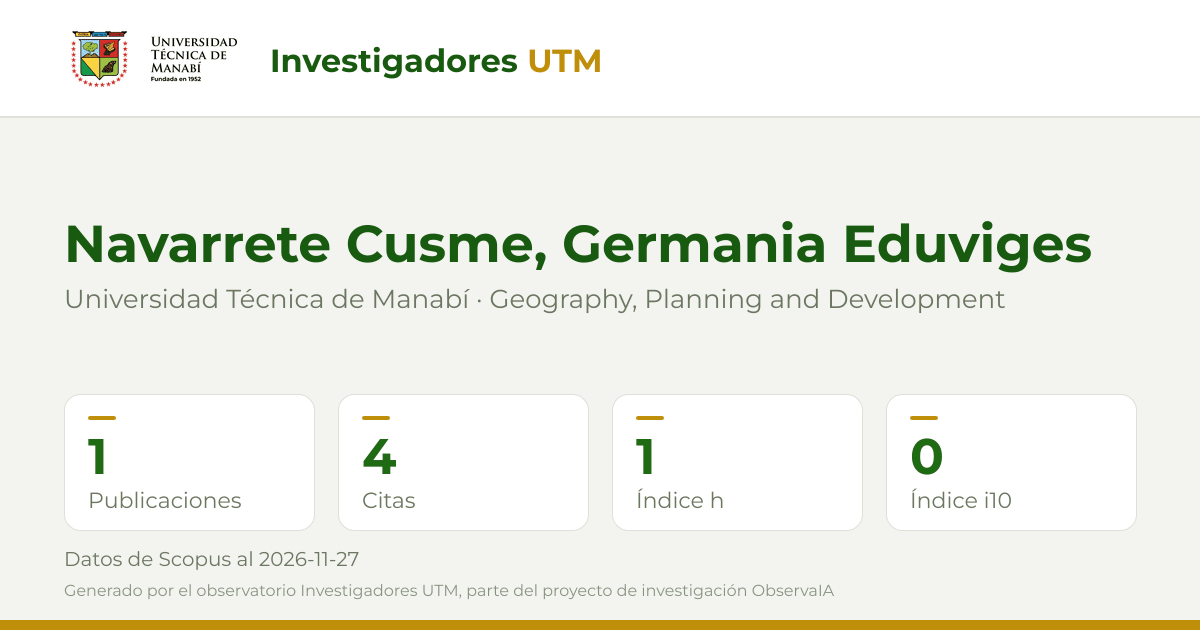 UNIVERSIDAD
TÉCNICA DE
MANABÍ
Fundada en 1952
Investigadores UTM
Navarrete Cusme, Germania Eduviges
Universidad Técnica de Manabí · Geography, Planning and Development
1
Publicaciones
4
Citas
1
Índice h
0
Índice i10
Datos de Scopus al 2026-11-27
Generado por el observatorio Investigadores UTM, parte del proyecto de investigación ObservaIA